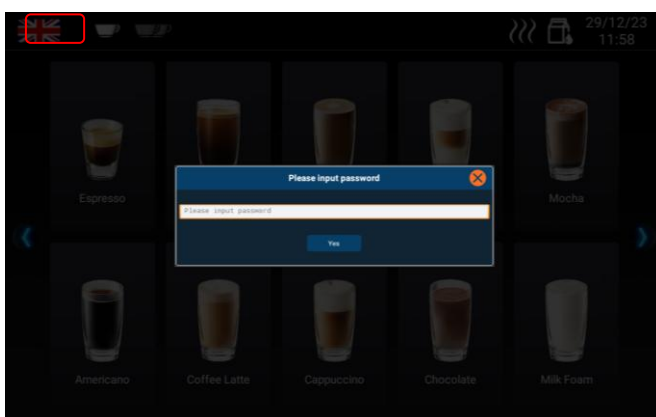 29/12/23
11:58
Please input password
Please input password
Yes
Espresso
Mocha
Americano
Coffee Latte
Cappuccino
Chocolate
Milk Foam